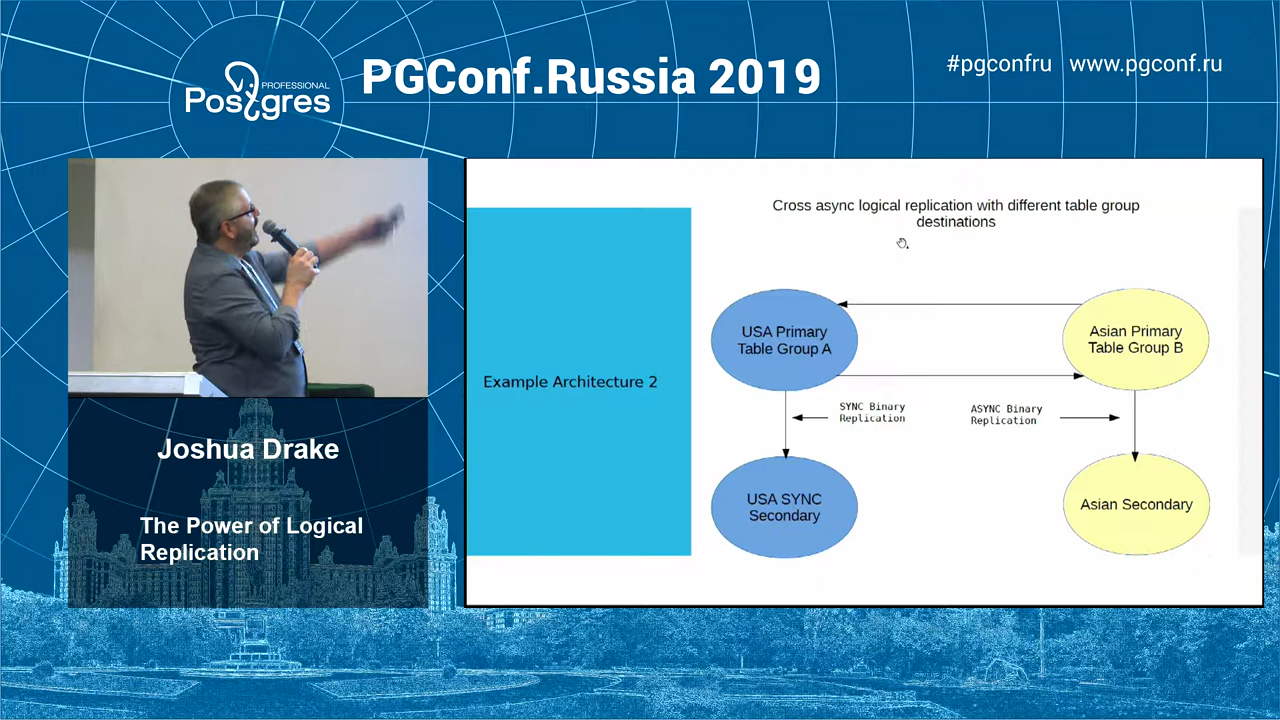 PROFESSIONAL
Postgres
PGConf.Russia 2019
#pgconfru www.pgconf.ru
Cross async logical replication with different table group
destinations
Example Architecture 2
USA Primary
Table Group A
Asian Primary
Table Group B
SYNC Binary
Replication
ASYNC Binary
Replication
USA SYNC
Secondary
Asian Secondary
Joshua Drake
The Power of Logical
Replication